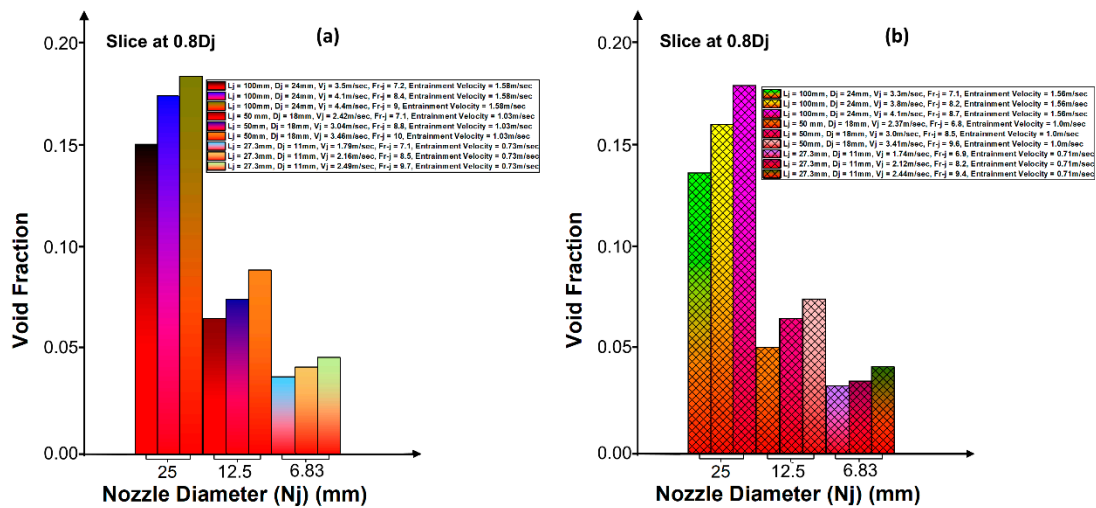 (a)
Slice at 0.8Dj
Lj = 100mm, Dj = 24mm, Vj = 3.5m/sec, Fr-j = 7.2, Entrainment Velocity = 1.58m/sec
Lj = 100mm, Dj = 24mm, Vj = 4.1m/sec, Fr-j = 8.4, Entrainment Velocity = 1.58m/sec
Lj = 100mm, Dj = 24mm, Vj = 4.4m/sec, Fr-j = 9, Entrainment Velocity = 1.58m/sec
Lj = 50 mm, Dj = 18mm, Vj = 2.42m/sec, Fr-j = 7.1, Entrainment Velocity = 1.03m/sec
Lj = 50mm, Dj = 18mm, Vj = 3.04m/sec, Fr-j = 8.8, Entrainment Velocity = 1.03m/sec
Lj = 50mm, Dj = 18mm, Vj = 3.46m/sec, Fr-j = 10, Entrainment Velocity = 1.03m/sec
Lj = 27.3mm, Dj = 11mm, Vj = 1.79m/sec, Fr-j = 7.1, Entrainment Velocity = 0.73m/sec
Lj = 27.3mm, Dj = 11mm, Vj = 2.16m/sec, Fr-j = 8.5, Entrainment Velocity = 0.73m/sec
Lj = 27.3mm, Dj = 11mm, Vj = 2.49m/sec, Fr-j = 9.7, Entrainment Velocity = 0.73m/sec
0.20
0.15
0.10
0.05
0.00
Void Fraction
25 12.5 6.83
Nozzle Diameter (Nj) (mm)
(b)
Slice at 0.8Dj
Lj = 100mm, Dj = 24mm, Vj = 3.3m/sec, Fr-j = 7.1, Entrainment Velocity = 1.56m/sec
Lj = 100mm, Dj = 24mm, Vj = 3.8m/sec, Fr-j = 8.2, Entrainment Velocity = 1.56m/sec
Lj = 100mm, Dj = 24mm, Vj = 4.1m/sec, Fr-j = 8.7, Entrainment Velocity = 1.56m/sec
Lj = 50 mm, Dj = 18mm, Vj = 2.37m/sec, Fr-j = 6.8, Entrainment Velocity = 1.0m/sec
Lj = 50mm, Dj = 18mm, Vj = 3.0m/sec, Fr-j = 8.5, Entrainment Velocity = 1.0m/sec
Lj = 50mm, Dj = 18mm, Vj = 3.41m/sec, Fr-j = 9.6, Entrainment Velocity = 1.0m/sec
Lj = 27.3mm, Dj = 11mm, Vj = 1.74m/sec, Fr-j = 6.9, Entrainment Velocity = 0.71m/sec
Lj = 27.3mm, Dj = 11mm, Vj = 2.12m/sec, Fr-j = 8.2, Entrainment Velocity = 0.71m/sec
Lj = 27.3mm, Dj = 11mm, Vj = 2.44m/sec, Fr-j = 9.4, Entrainment Velocity = 0.71m/sec
0.20
0.15
0.10
0.05
0.00
Void Fraction
25 12.5 6.83
Nozzle Diameter (Nj) (mm)